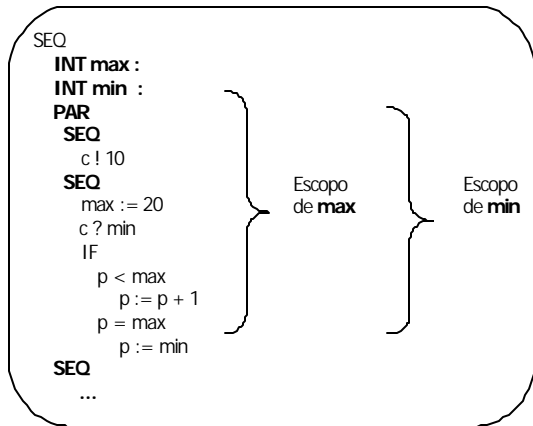 SEQ
INT max :
INT min :
PAR
SEQ
c ! 10
SEQ
max := 20
c ? min
IF
p < max
p := p + 1
p = max
p := min
SEQ
...
Escopo
de max
Escopo
de min